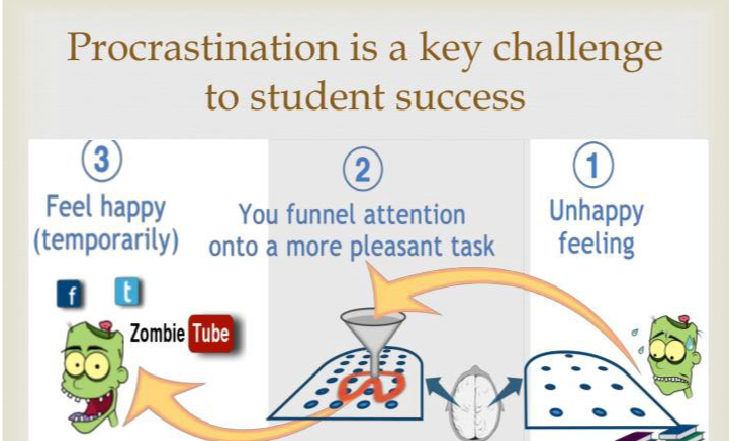 Procrastination is a key challenge
to student success
3
Feel happy
(temporarily)
2
You funnel attention
onto a more pleasant task
1
Unhappy
feeling
f
t
Zombie Tube